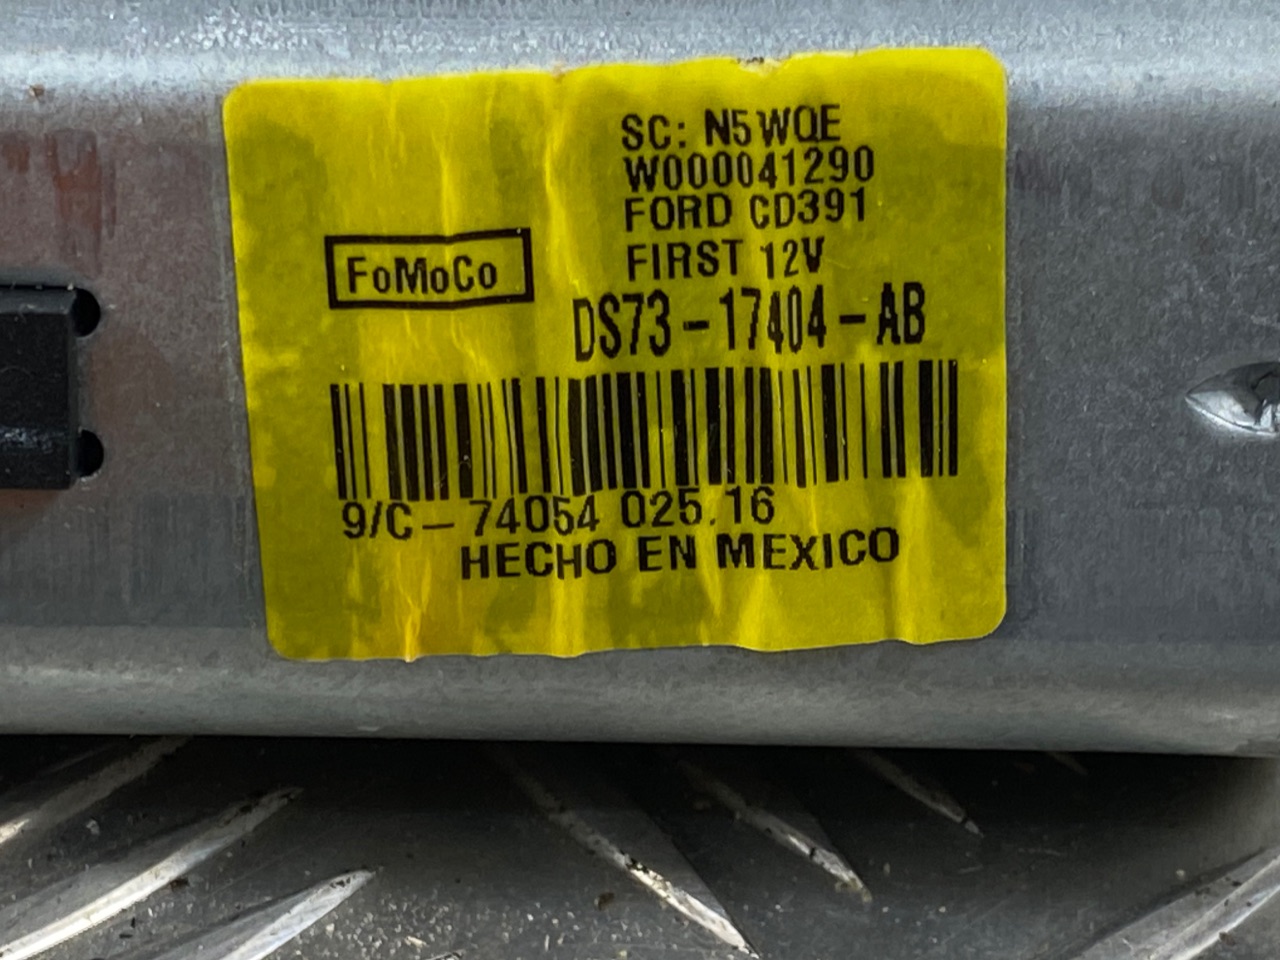 SC: N5WQE
W000041290
FORD CD391
FIRST 12V
FoMoCo
DS73-17404-AB
9/C-74054 025.16
HECHO EN MEXICO